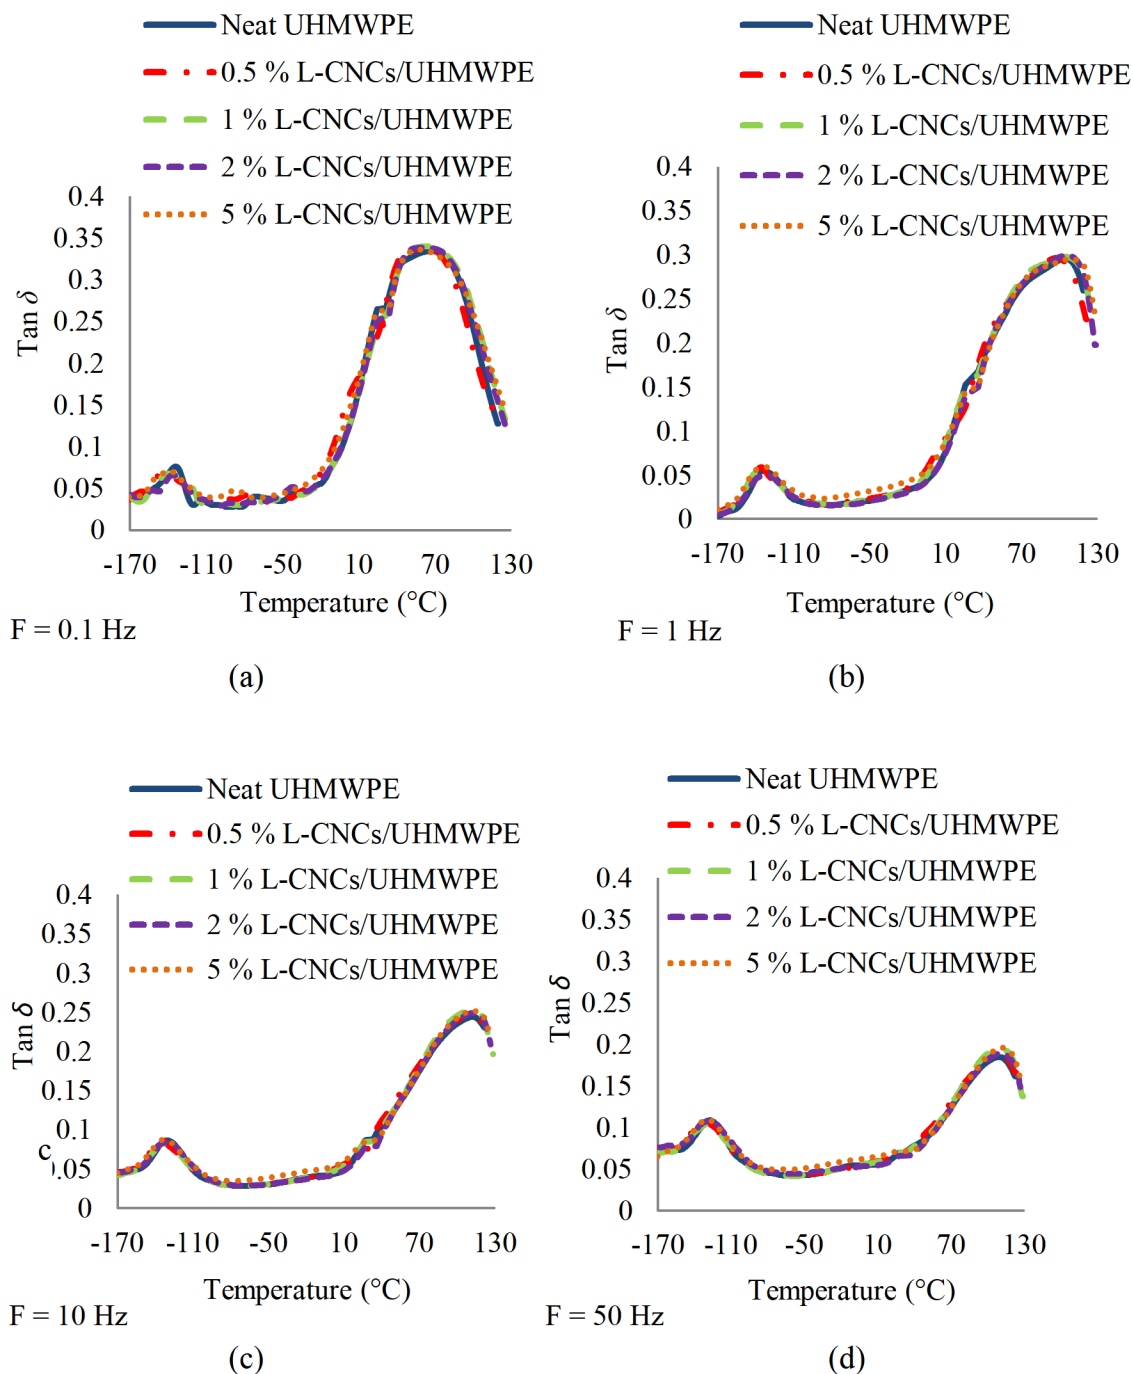 Neat UHMWPE
0.5 % L-CNCs/UHMWPE
1 % L-CNCs/UHMWPE
2 % L-CNCs/UHMWPE
5 % L-CNCs/UHMWPE
0.4
0.35
0.3
0.25
0.2
0.15
0.1
0.05
0
Tan δ
-170 -110 -50 10 70 130
Temperature (°C)
F = 0.1 Hz
(a)
Neat UHMWPE
0.5 % L-CNCs/UHMWPE
1 % L-CNCs/UHMWPE
2 % L-CNCs/UHMWPE
5 % L-CNCs/UHMWPE
0.4
0.35
0.3
0.25
0.2
0.15
0.1
0.05
0
Tan δ
-170 -110 -50 10 70 130
Temperature (°C)
F = 1 Hz
(b)
Neat UHMWPE
0.5 % L-CNCs/UHMWPE
1 % L-CNCs/UHMWPE
2 % L-CNCs/UHMWPE
5 % L-CNCs/UHMWPE
0.4
0.35
0.3
0.25
0.2
0.15
0.1
c
0.05
0
Tan δ
-170 -110 -50 10 70 130
Temperature (°C)
F = 10 Hz
(c)
Neat UHMWPE
0.5 % L-CNCs/UHMWPE
1 % L-CNCs/UHMWPE
2 % L-CNCs/UHMWPE
5 % L-CNCs/UHMWPE
0.4
0.35
0.3
0.25
0.2
0.15
0.1
0.05
0
Tan δ
-170 -110 -50 10 70 130
Temperature (°C)
F = 50 Hz
(d)